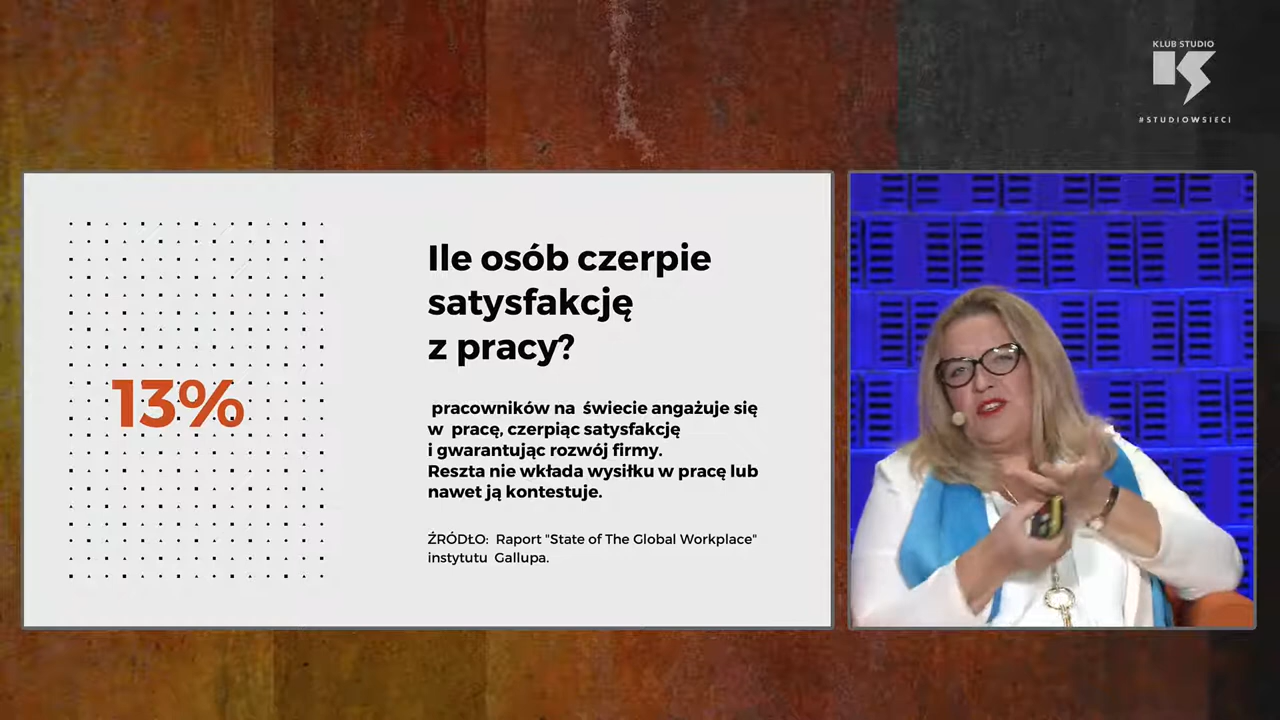 KLUB STUDIO
#STUDIOWSIECI
13%
Ile osób czerpie
satysfakcję
z pracy?
pracowników na świecie angażuje się
w pracę, czerpiąc satysfakcję
i gwarantując rozwój firmy.
Reszta nie wkłada wysiłku w pracę lub
nawet ją kontestuje.
ŹRÓDŁO: Raport "State of The Global Workplace"
instytutu Gallupa.